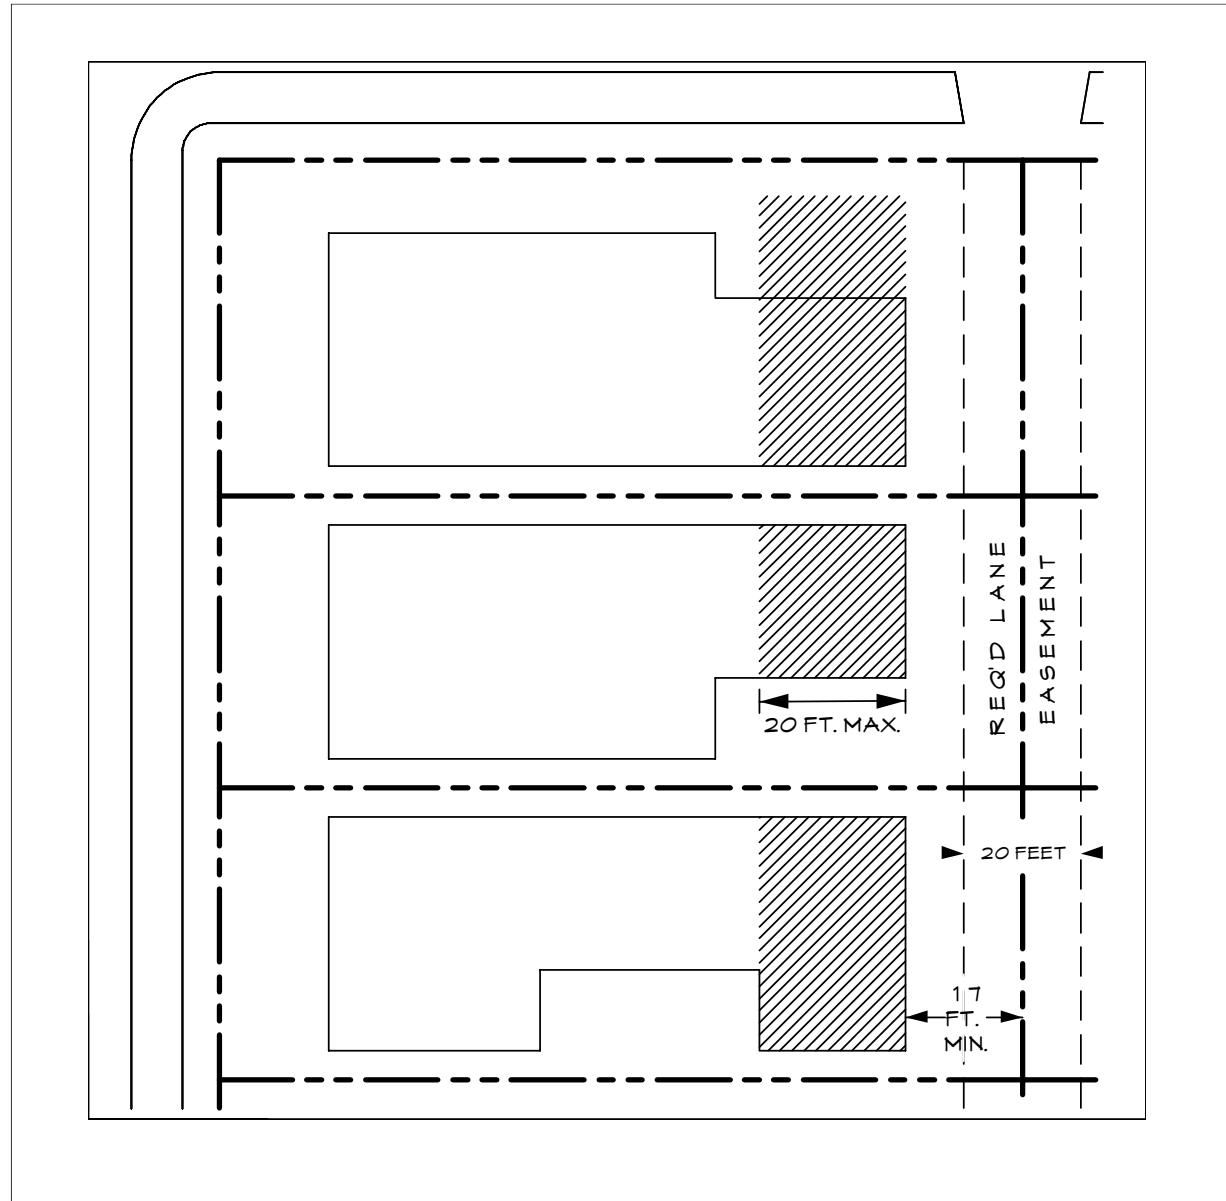 REQ'D LANE
EASEMENT
20 FT. MAX.
20 FEET
17
FT.
MIN.